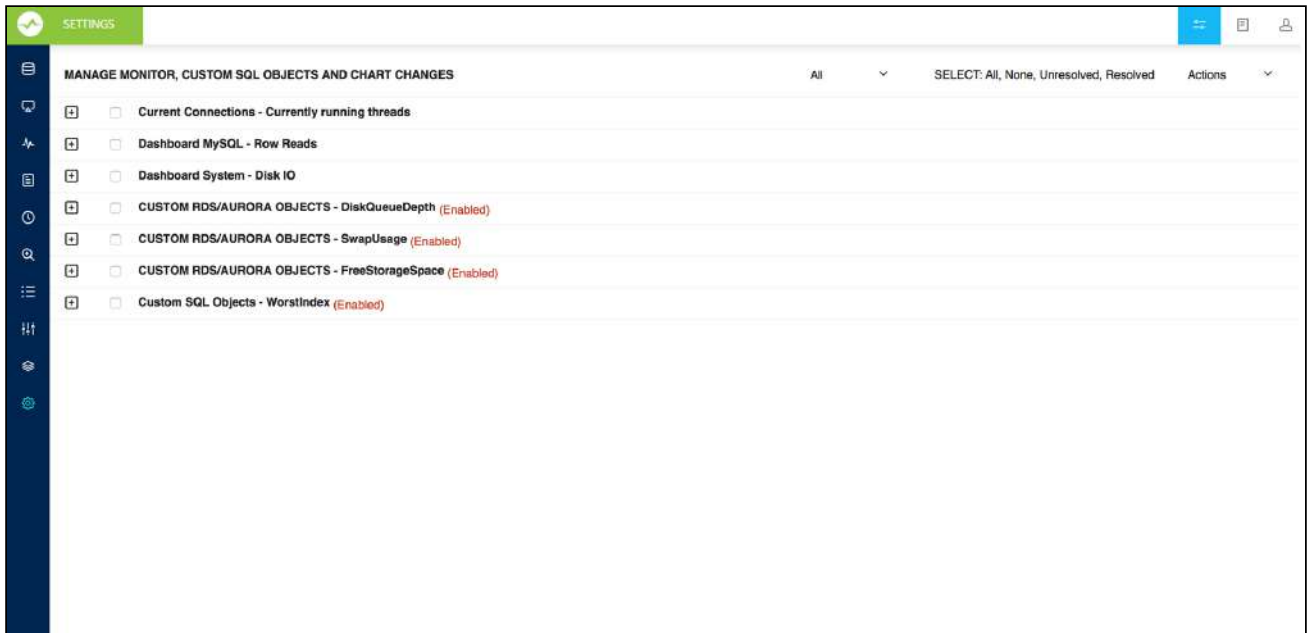 SETTINGS
MANAGE MONITOR, CUSTOM SQL OBJECTS AND CHART CHANGES All SELECT: All, None, Unresolved, Resolved Actions
Current Connections - Currently running threads
Dashboard MySQL - Row Reads
Dashboard System - Disk IO
CUSTOM RDS/AURORA OBJECTS - DiskQueueDepth (Enabled)
CUSTOM RDS/AURORA OBJECTS - SwapUsage (Enabled)
CUSTOM RDS/AURORA OBJECTS - FreeStorageSpace (Enabled)
Custom SQL Objects - WorstIndex (Enabled)